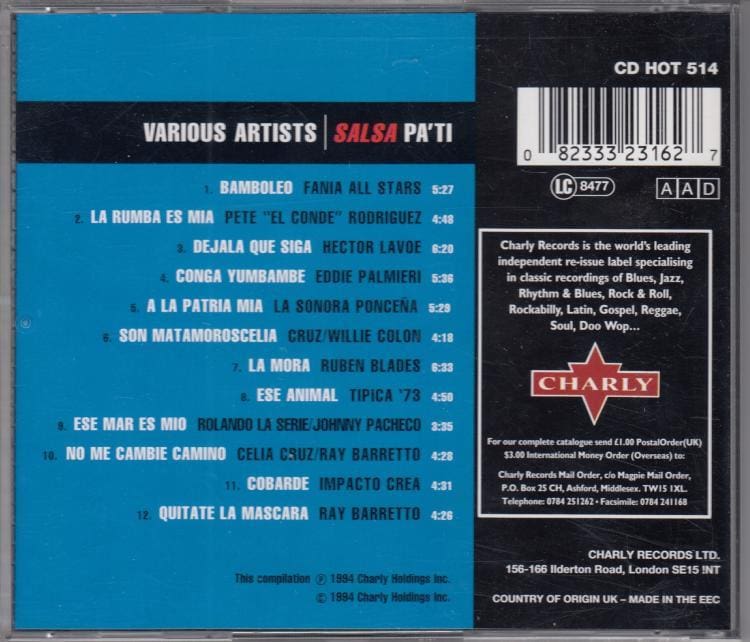 CD HOT 514
VARIOUS ARTISTS | SALSA PA'TI
0 82333 23162 7
LC 8477
A A D
1. BAMBOLEO FANIA ALL STARS 5:27
2. LA RUMBA ES MIA PETE "EL CONDE" RODRIGUEZ 4:48
3. DEJALA QUE SIGA HECTOR LAVOE 6:20
4. CONGA YUMBAMBE EDDIE PALMIERI 5:36
5. A LA PATRIA MIA LA SONORA PONCEÑA 5:29
6. SON MATAMOROSCELIA CRUZ/WILLIE COLON 4:18
7. LA MORA RUBEN BLADES 6:33
8. ESE ANIMAL TIPICA '73 4:50
9. ESE MAR ES MIO ROLANDO LA SERIE/JOHNNY PACHECO 3:35
10. NO ME CAMBIE CAMINO CELIA CRUZ/RAY BARRETTO 4:28
11. COBARDE IMPACTO CREA 4:31
12. QUITATE LA MASCARA RAY BARRETTO 4:26
This compilation ℗ 1994 Charly Holdings Inc.
© 1994 Charly Holdings Inc.
Charly Records is the world's leading
independent re-issue label specialising
in classic recordings of Blues, Jazz,
Rhythm & Blues, Rock & Roll,
Rockabilly, Latin, Gospel, Reggae,
Soul, Doo Wop...
CHARLY
For our complete catalogue send £1.00 PostalOrder(UK)
$3.00 International Money Order (Overseas) to:
Charly Records Mail Order, c/o Magpie Mail Order,
P.O. Box 25 CH, Ashford, Middlesex. TW15 1XL.
Telephone: 0784 251262 • Facsimile: 0784 241168
CHARLY RECORDS LTD.
156-166 Ilderton Road, London SE15 !NT
COUNTRY OF ORIGIN UK – MADE IN THE EEC